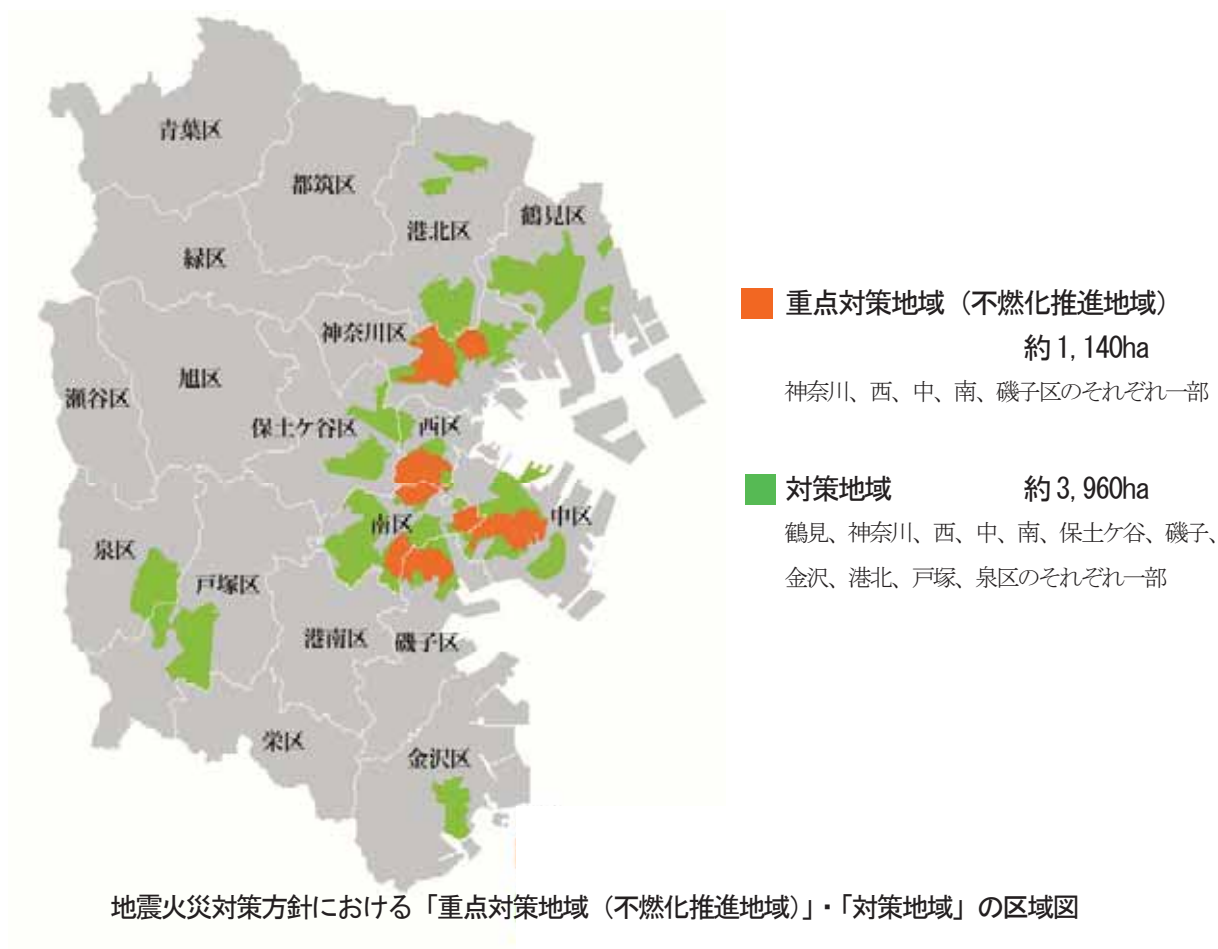 青葉区
都筑区
港北区
鶴見区
緑区
神奈川区
旭区
瀬谷区
保土ケ谷区
西区
南区
中区
泉区
戸塚区
港南区
磯子区
栄区
金沢区
重点対策地域（不燃化推進地域）
約1,140ha
神奈川、西、中、南、磯子区のそれぞれ一部
対策地域 約3,960ha
鶴見、神奈川、西、中、南、保土ケ谷、磯子、
金沢、港北、戸塚、泉区のそれぞれ一部
地震火災対策方針における「重点対策地域（不燃化推進地域）」・「対策地域」の区域図